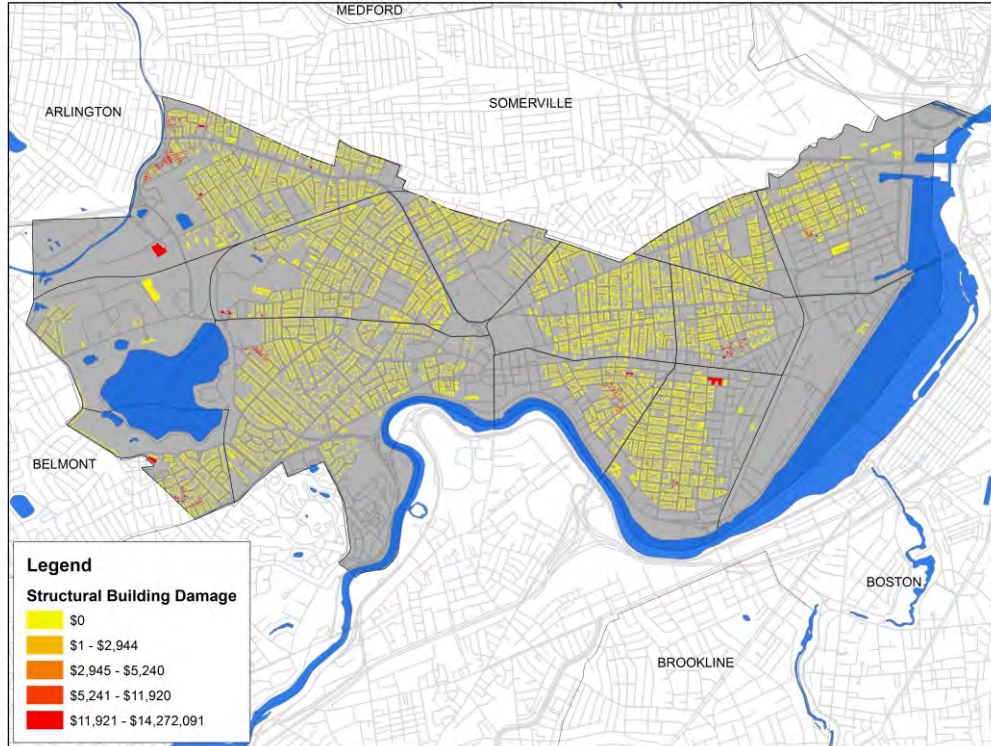 MEDFORD
ARLINGTON
SOMERVILLE
BELMONT
BOSTON
BROOKLINE
Legend
Structural Building Damage
$0
$1 - $2,944
$2,945 - $5,240
$5,241 - $11,920
$11,921 - $14,272,091